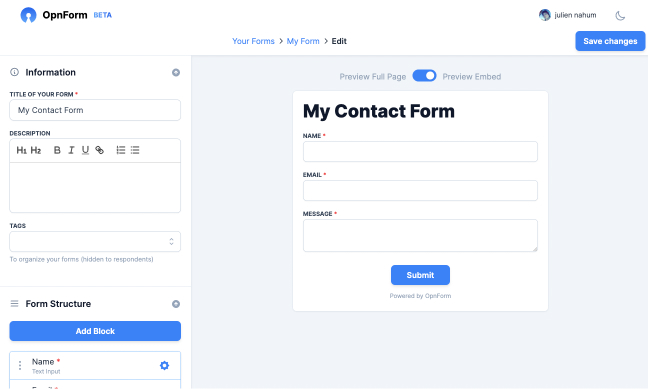 OpnForm BETA
julien nahum
Your Forms > My Form > Edit
Save changes
Information
TITLE OF YOUR FORM *
My Contact Form
DESCRIPTION
H1 H2 B I U
TAGS
To organize your forms (hidden to respondents)
Form Structure
Add Block
Name *
Text Input
Email *
Preview Full Page
Preview Embed
My Contact Form
NAME *
EMAIL *
MESSAGE *
Submit
Powered by OpnForm